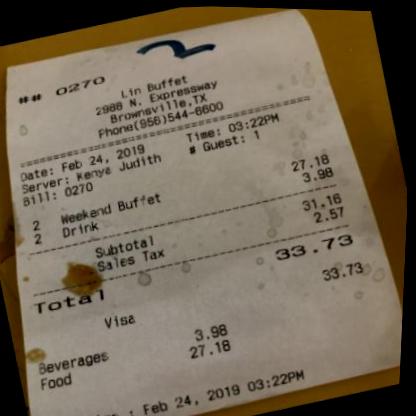 2
## 0270
Lin Buffet
2988 N. Expressway
Brownsville,TX
Phone(956)544-6600
Date: Feb 24, 2019 Time: 03:22PM
Server: Kenya Judith # Guest: 1
Bill: 0270
2 Weekend Buffet 27.18
2 Drink 3.98
Subtotal 31.16
Sales Tax 2.57
Total 33.73
Visa 33.73
Beverages 3.98
Food 27.18
: Feb 24, 2019 03:22PM